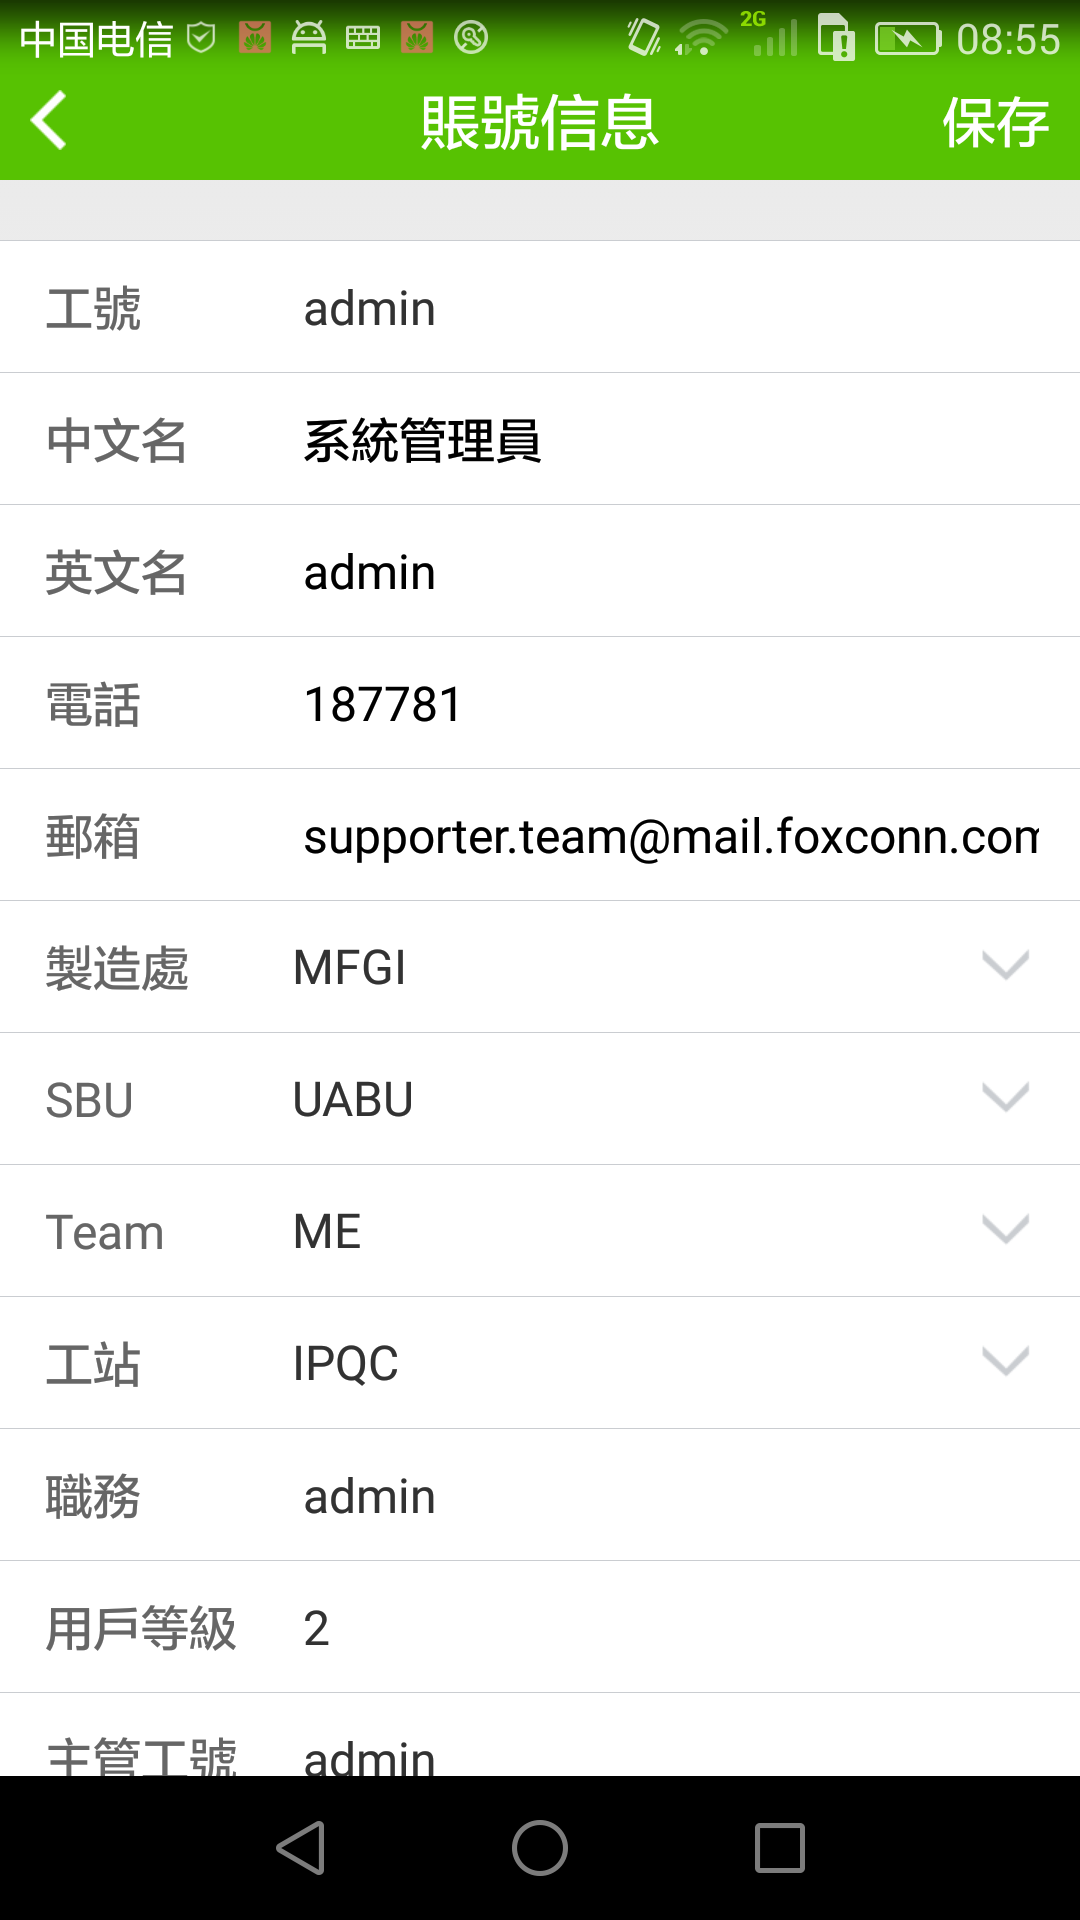 中国电信 2G 08:55
賬號信息 保存
工號 admin
中文名 系統管理員
英文名 admin
電話 187781
郵箱 supporter.team@mail.foxconn.com
製造處 MFGI
SBU UABU
Team ME
工站 IPQC
職務 admin
用戶等級 2
主管工號 admin